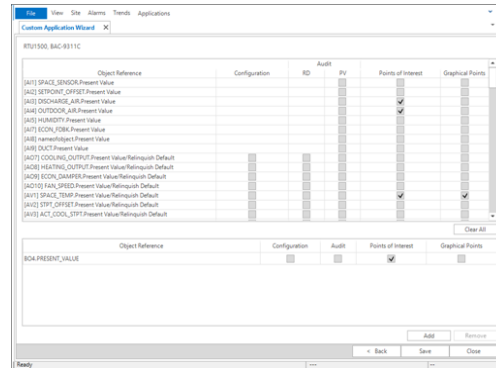 File View Site Alarms Trends Applications
Custom Application Wizard X
RTU1500, BAC-9311C
Audit
Object Reference Configuration RD PV Points of Interest Graphical Points
[AI1] SPACE_SENSOR.Present Value
[AI2] SETPOINT_OFFSET.Present Value
[AI3] DISCHARGE_AIR.Present Value
[AI4] OUTDOOR_AIR.Present Value
[AI5] HUMIDITY.Present Value
[AI7] ECON_FDBK.Present Value
[AI8] nameofobject.Present Value
[AI9] DUCT.Present Value
[AO7] COOLING_OUTPUT.Present Value/Relinquish Default
[AO8] HEATING_OUTPUT.Present Value/Relinquish Default
[AO9] ECON_DAMPER.Present Value/Relinquish Default
[AO10] FAN_SPEED.Present Value/Relinquish Default
[AV1] SPACE_TEMP.Present Value/Relinquish Default
[AV2] STPT_OFFSET.Present Value/Relinquish Default
[AV3] ACT_COOL_STPT.Present Value/Relinquish Default
Clear All
Object Reference Configuration Audit Points of Interest Graphical Points
BO4.PRESENT_VALUE
Add Remove
< Back Save Close
Ready ---- ---